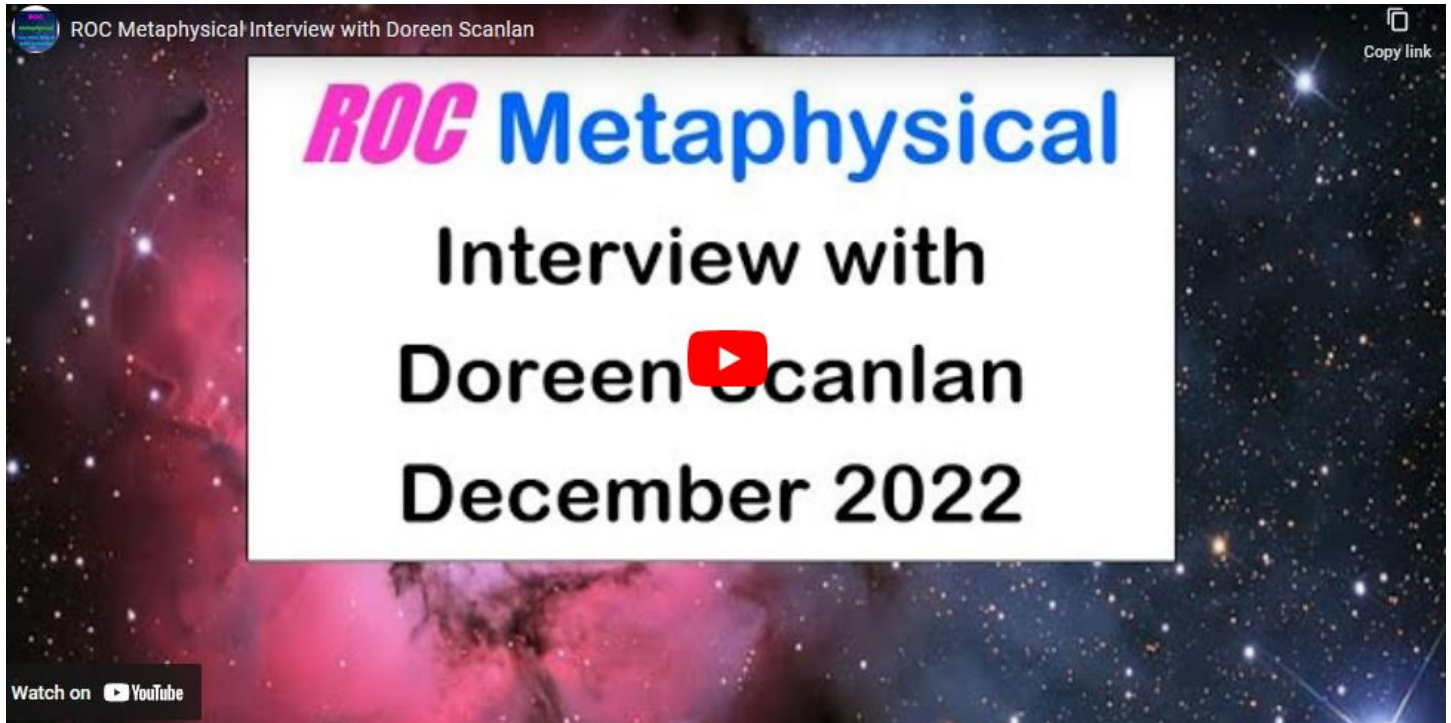 ROC Metaphysical Interview with Doreen Scanlan
Copy link
ROC Metaphysical
Interview with
Doreen Scanlan
December 2022
Watch on YouTube